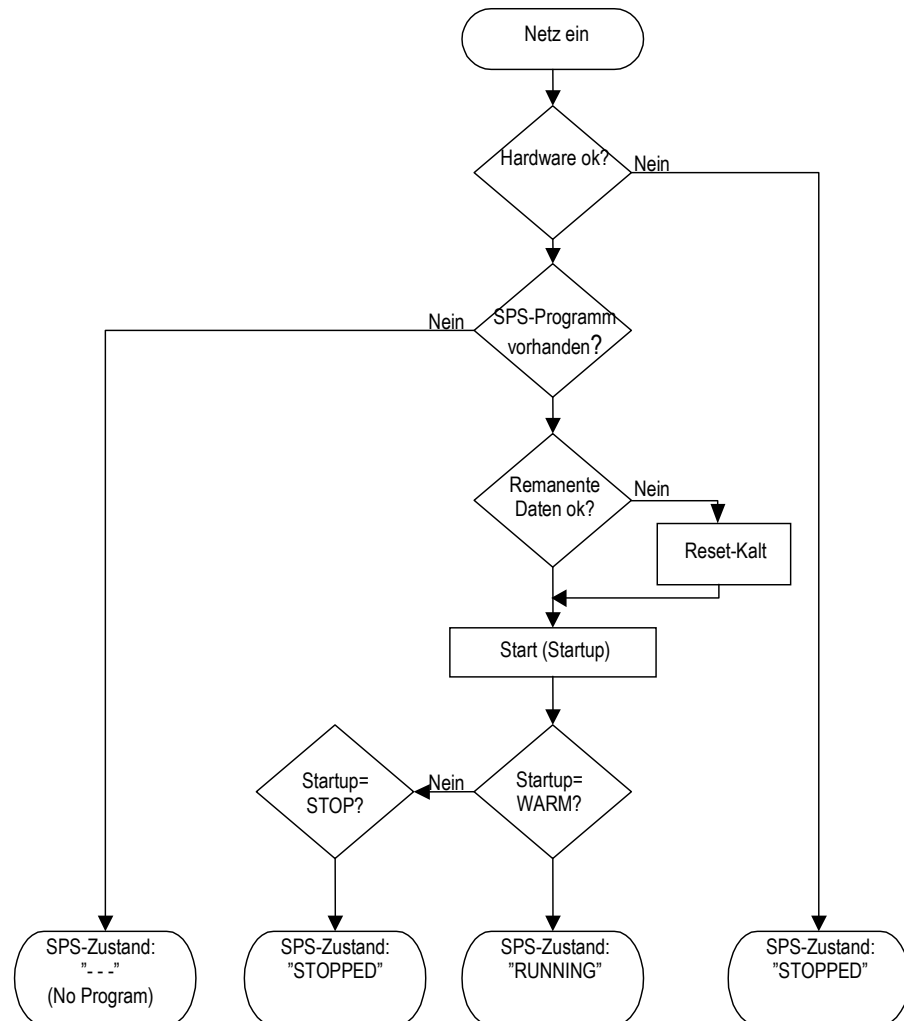 Netz ein
Hardware ok?
Nein
SPS-Programm
vorhanden?
Nein
Remanente
Daten ok?
Nein
Reset-Kalt
Start (Startup)
Startup=
STOP?
Nein
Startup=
WARM?
SPS-Zustand:
"- - -"
(No Program)
SPS-Zustand:
"STOPPED"
SPS-Zustand:
"RUNNING"
SPS-Zustand:
"STOPPED"